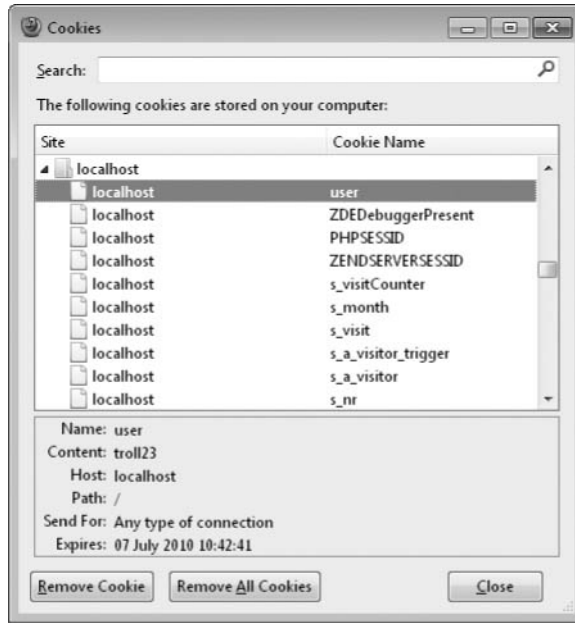 Cookies
Search:
The following cookies are stored on your computer:
Site Cookie Name
localhost
localhost user
localhost ZDEDebuggerPresent
localhost PHPSESSID
localhost ZENDSERVERSESSID
localhost s_visitCounter
localhost s_month
localhost s_visit
localhost s_a_visitor_trigger
localhost s_a_visitor
localhost s_nr
Name: user
Content: troll23
Host: localhost
Path: /
Send For: Any type of connection
Expires: 07 July 2010 10:42:41
Remove Cookie Remove All Cookies Close